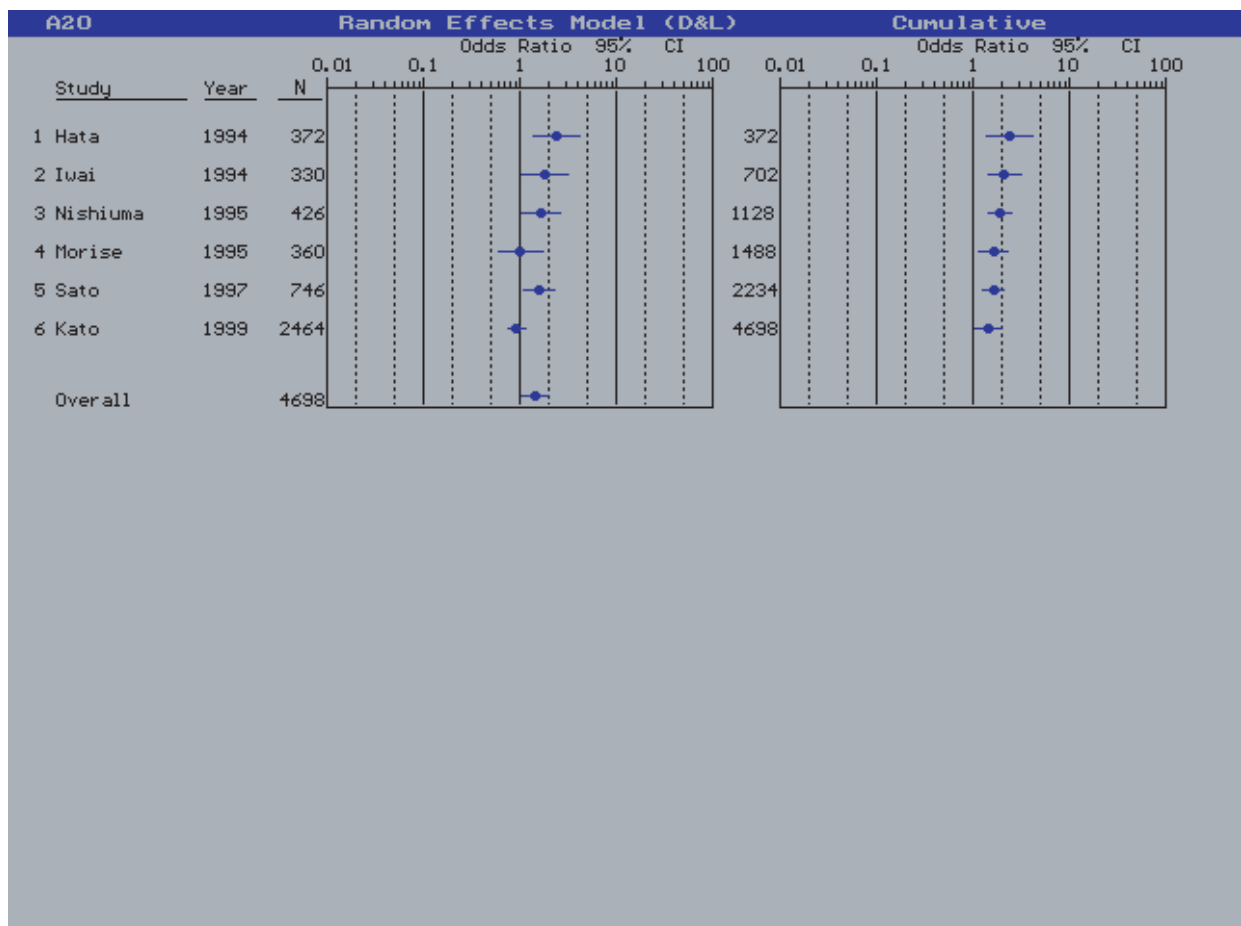 A20 Random Effects Model (D&L) Cumulative
Odds Ratio 95% CI Odds Ratio 95% CI
0.01 0.1 1 10 100 0.01 0.1 1 10 100
Study Year N
1 Hata 1994 372 372
2 Iwai 1994 330 702
3 Nishiuma 1995 426 1128
4 Morise 1995 360 1488
5 Sato 1997 746 2234
6 Kato 1999 2464 4698
Overall 4698